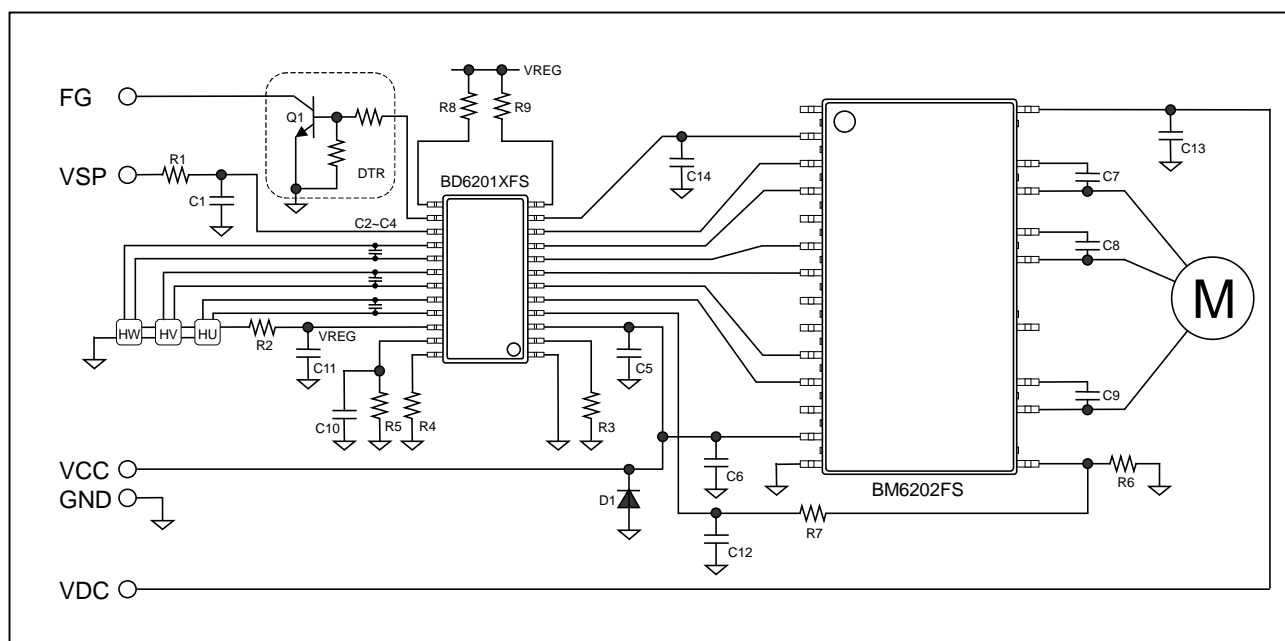 VREG
FG
R8
R9
Q1
DTR
R1
VSP
C1
BD6201XFS
C2~C4
C14
C13
C7
C8
M
HW
HV
HU
R2
VREG
C11
C5
C10
R5
R4
R3
C9
VCC
GND
D1
C6
BM6202FS
R6
R7
C12
VDC